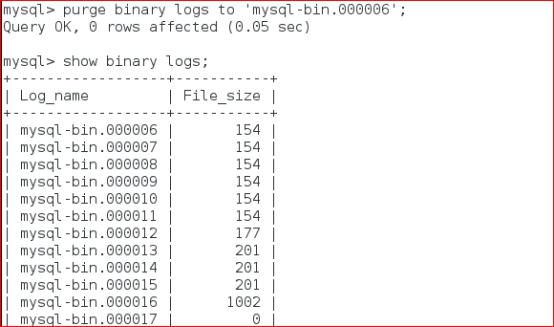 mysql> purge binary logs to 'mysql-bin.000006';
Query OK, 0 rows affected (0.05 sec)
mysql> show binary logs;
+------------------+-----------+
| Log_name         | File_size |
+------------------+-----------+
| mysql-bin.000006 |       154 |
| mysql-bin.000007 |       154 |
| mysql-bin.000008 |       154 |
| mysql-bin.000009 |       154 |
| mysql-bin.000010 |       154 |
| mysql-bin.000011 |       154 |
| mysql-bin.000012 |       177 |
| mysql-bin.000013 |       201 |
| mysql-bin.000014 |       201 |
| mysql-bin.000015 |       201 |
| mysql-bin.000016 |      1002 |
| mysql-bin.000017 |         0 |